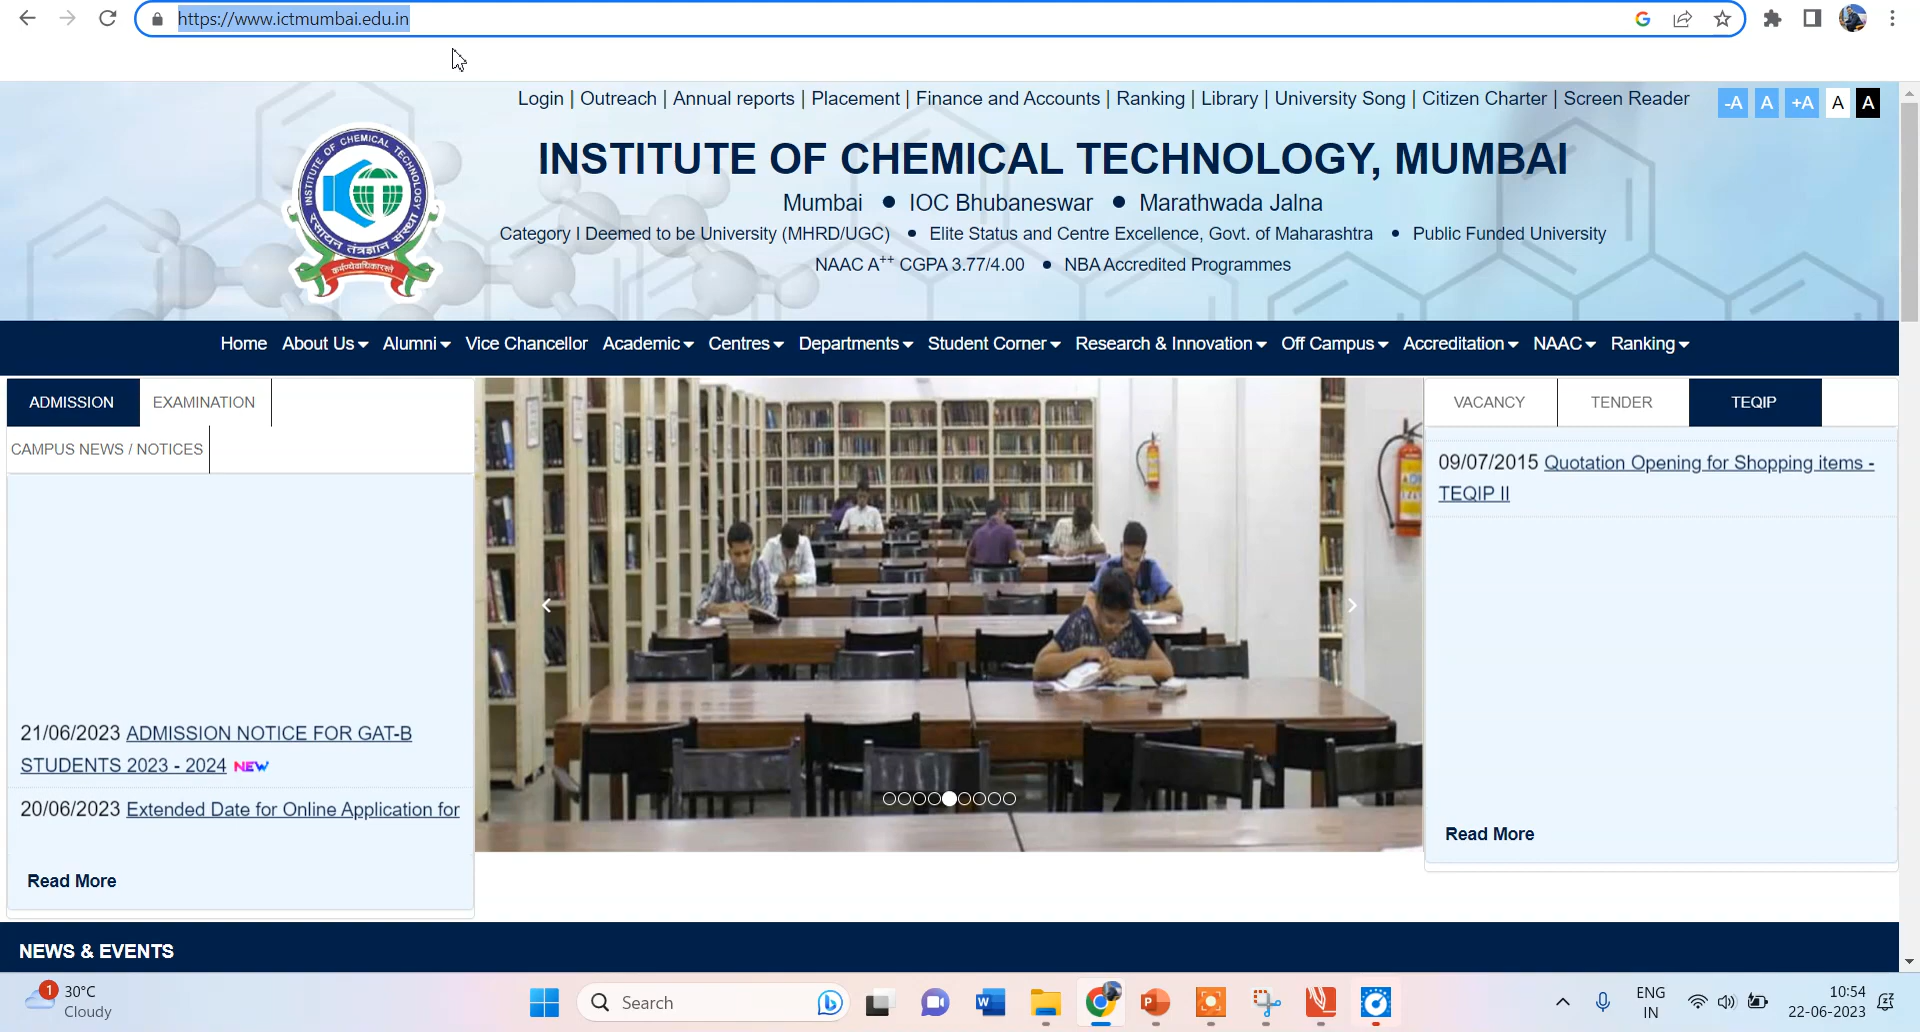 https://www.ictmumbai.edu.in
Login | Outreach | Annual reports | Placement | Finance and Accounts | Ranking | Library | University Song | Citizen Charter | Screen Reader
-A A +A A A
INSTITUTE OF CHEMICAL TECHNOLOGY
रसायन तंत्रज्ञान संस्था
INSTITUTE OF CHEMICAL TECHNOLOGY, MUMBAI
Mumbai ● IOC Bhubaneswar ● Marathwada Jalna
Category I Deemed to be University (MHRD/UGC) • Elite Status and Centre Excellence, Govt. of Maharashtra • Public Funded University
NAAC A++ CGPA 3.77/4.00 • NBA Accredited Programmes
Home About Us Alumni Vice Chancellor Academic Centres Departments Student Corner Research & Innovation Off Campus Accreditation NAAC Ranking
ADMISSION EXAMINATION
CAMPUS NEWS / NOTICES
21/06/2023 ADMISSION NOTICE FOR GAT-B
STUDENTS 2023 - 2024 NEW
20/06/2023 Extended Date for Online Application for
Read More
VACANCY TENDER TEQIP
09/07/2015 Quotation Opening for Shopping items -
TEQIP II
Read More
NEWS & EVENTS
1
30°C
Cloudy
Search
ENG
IN
10:54
22-06-2023